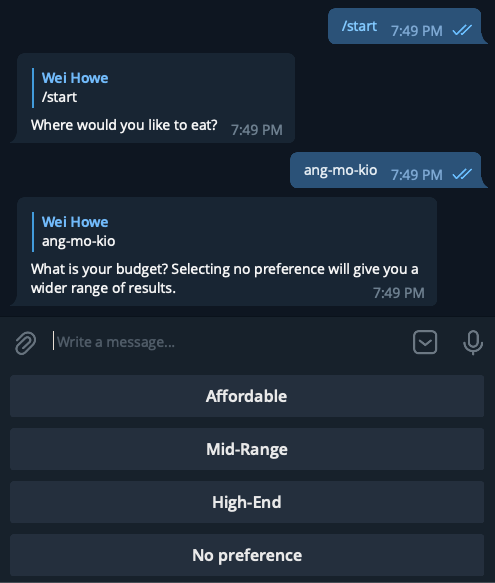 /start 7:49 PM
Wei Howe
/start
Where would you like to eat? 7:49 PM
ang-mo-kio 7:49 PM
Wei Howe
ang-mo-kio
What is your budget? Selecting no preference will give you a
wider range of results. 7:49 PM
Write a message...
Affordable
Mid-Range
High-End
No preference